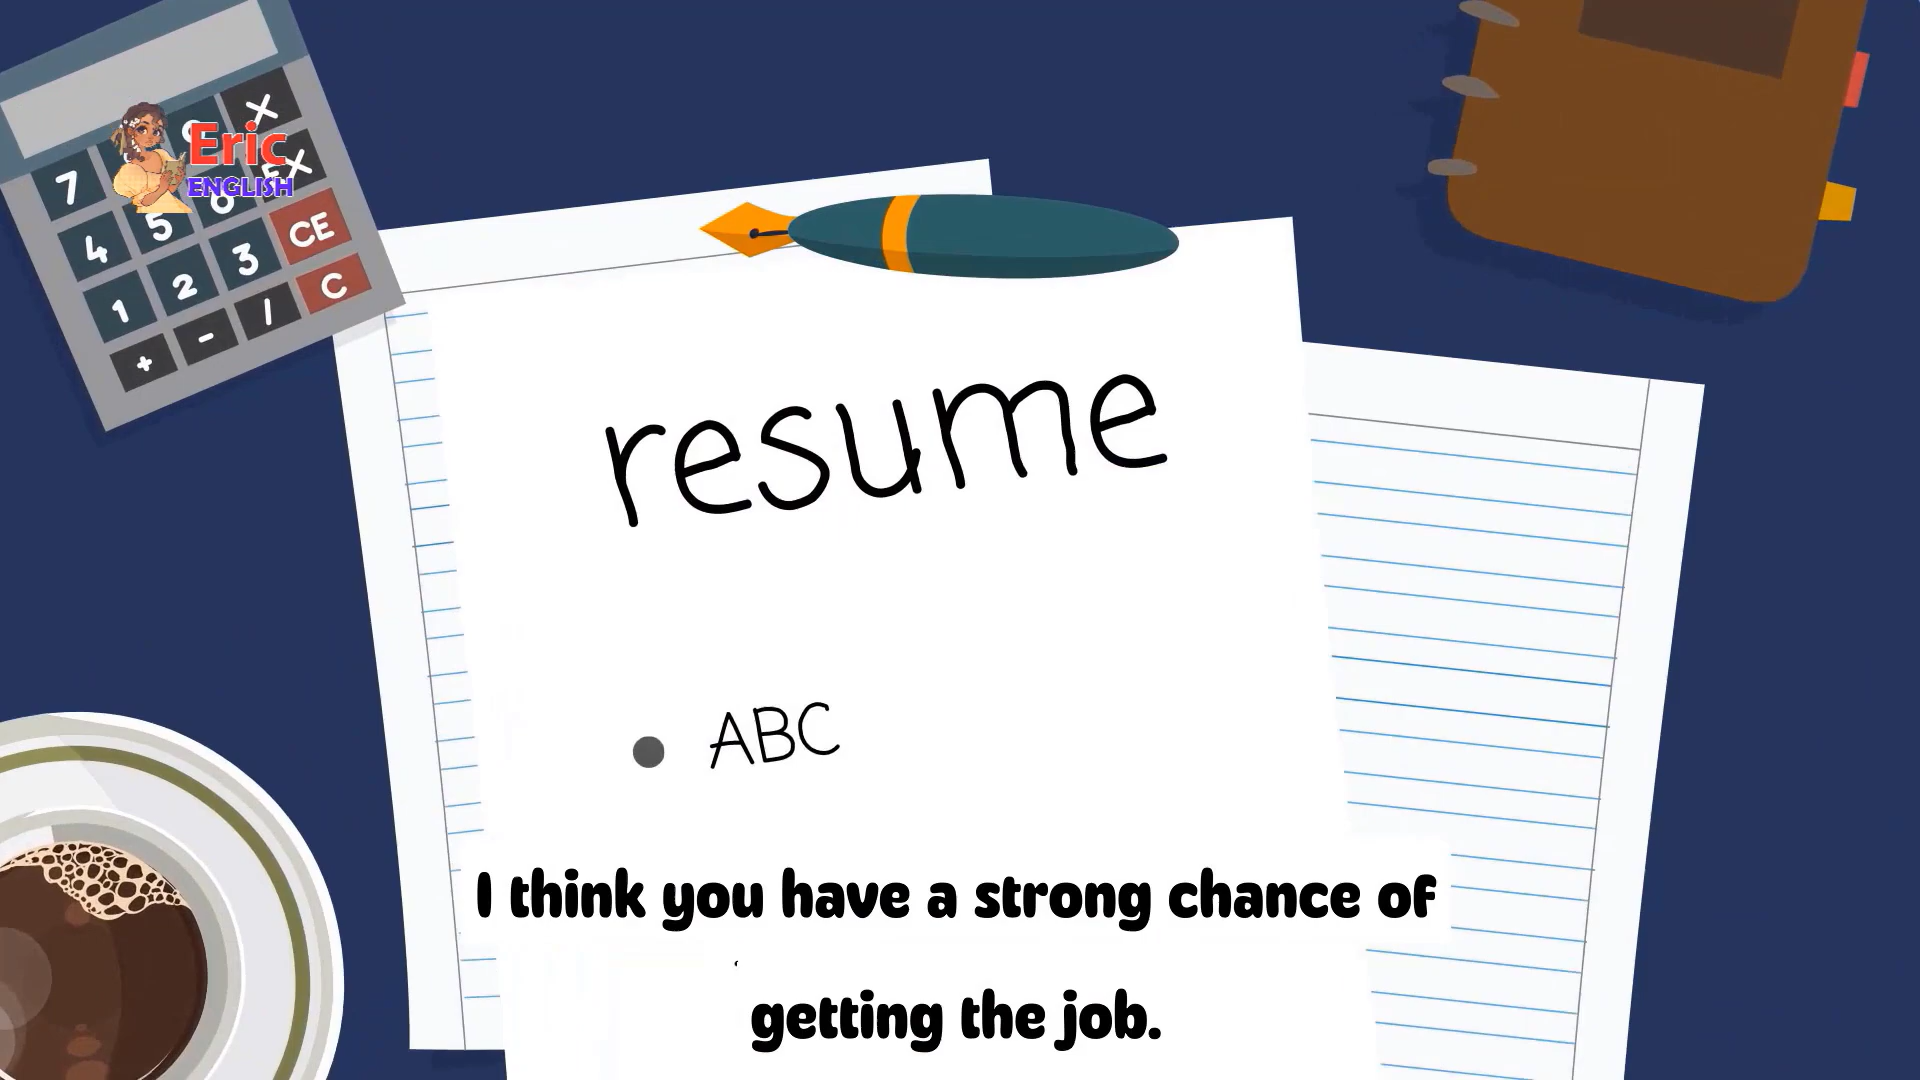 X
Eric
EX
ENGLISH
7
4
5
6
CE
1
2
3
C
+
-
/
resume
ABC
I think you have a strong chance of
getting the job.